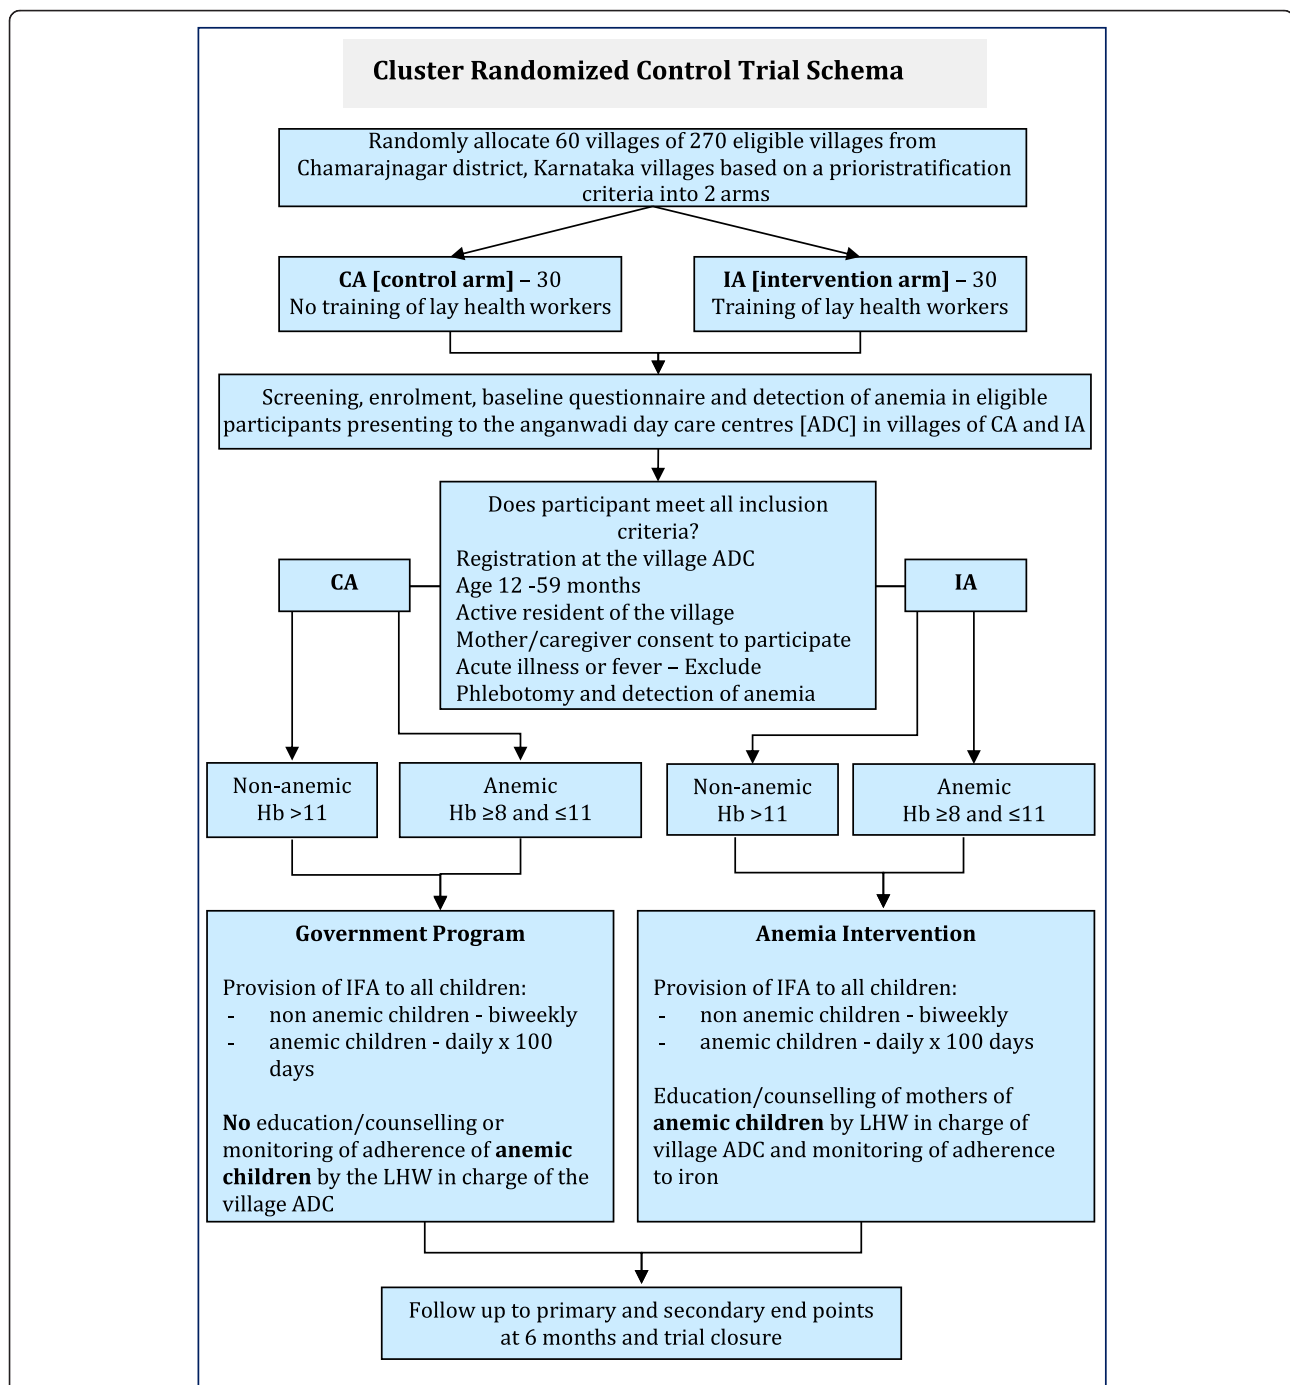 Cluster Randomized Control Trial Schema
Randomly allocate 60 villages of 270 eligible villages from
Chamarajnagar district, Karnataka villages based on a prioristratification
criteria into 2 arms
CA [control arm] – 30
No training of lay health workers
IA [intervention arm] – 30
Training of lay health workers
Screening, enrolment, baseline questionnaire and detection of anemia in eligible
participants presenting to the anganwadi day care centres [ADC] in villages of CA and IA
Does participant meet all inclusion
criteria?
Registration at the village ADC
Age 12 -59 months
Active resident of the village
Mother/caregiver consent to participate
Acute illness or fever – Exclude
Phlebotomy and detection of anemia
CA
IA
Non-anemic
Hb >11
Anemic
Hb ≥8 and ≤11
Non-anemic
Hb >11
Anemic
Hb ≥8 and ≤11
Government Program
Provision of IFA to all children:
- non anemic children - biweekly
- anemic children - daily x 100
days
No education/counselling or
monitoring of adherence of anemic
children by the LHW in charge of the
village ADC
Anemia Intervention
Provision of IFA to all children:
- non anemic children - biweekly
- anemic children - daily x 100 days
Education/counselling of mothers of
anemic children by LHW in charge of
village ADC and monitoring of adherence
to iron
Follow up to primary and secondary end points
at 6 months and trial closure